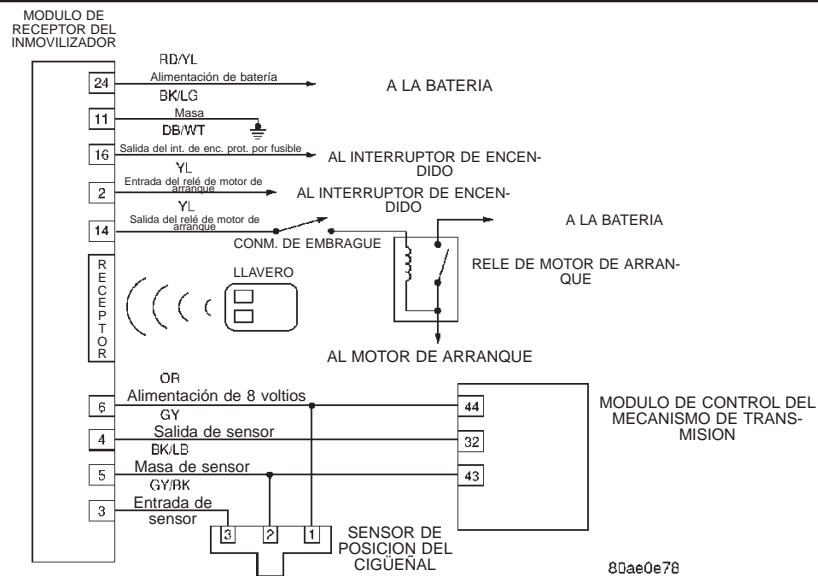 MODULO DE
RECEPTOR DEL
INMOVILIZADOR
RD/YL
24
Alimentación de batería
A LA BATERIA
BK/LG
11
Masa
DB/WT
16
Salida del int. de enc. prot. por fusible
AL INTERRUPTOR DE ENCEN-
DIDO
YL
2
Entrada del relé de motor de
arranque
AL INTERRUPTOR DE ENCEN-
DIDO
YL
14
Salida del relé de motor de
arranque
CONM. DE EMBRAGUE
A LA BATERIA
RELE DE MOTOR DE ARRAN-
QUE
RECEPTOR
LLAVERO
AL MOTOR DE ARRANQUE
OR
6
Alimentación de 8 voltios
44
GY
4
Salida de sensor
32
BK/LB
5
Masa de sensor
43
GY/BK
3
Entrada de
sensor
MODULO DE CONTROL DEL
MECANISMO DE TRANS-
MISION
3 2 1
SENSOR DE
POSICION DEL
CIGÜEÑAL
80ae0e78